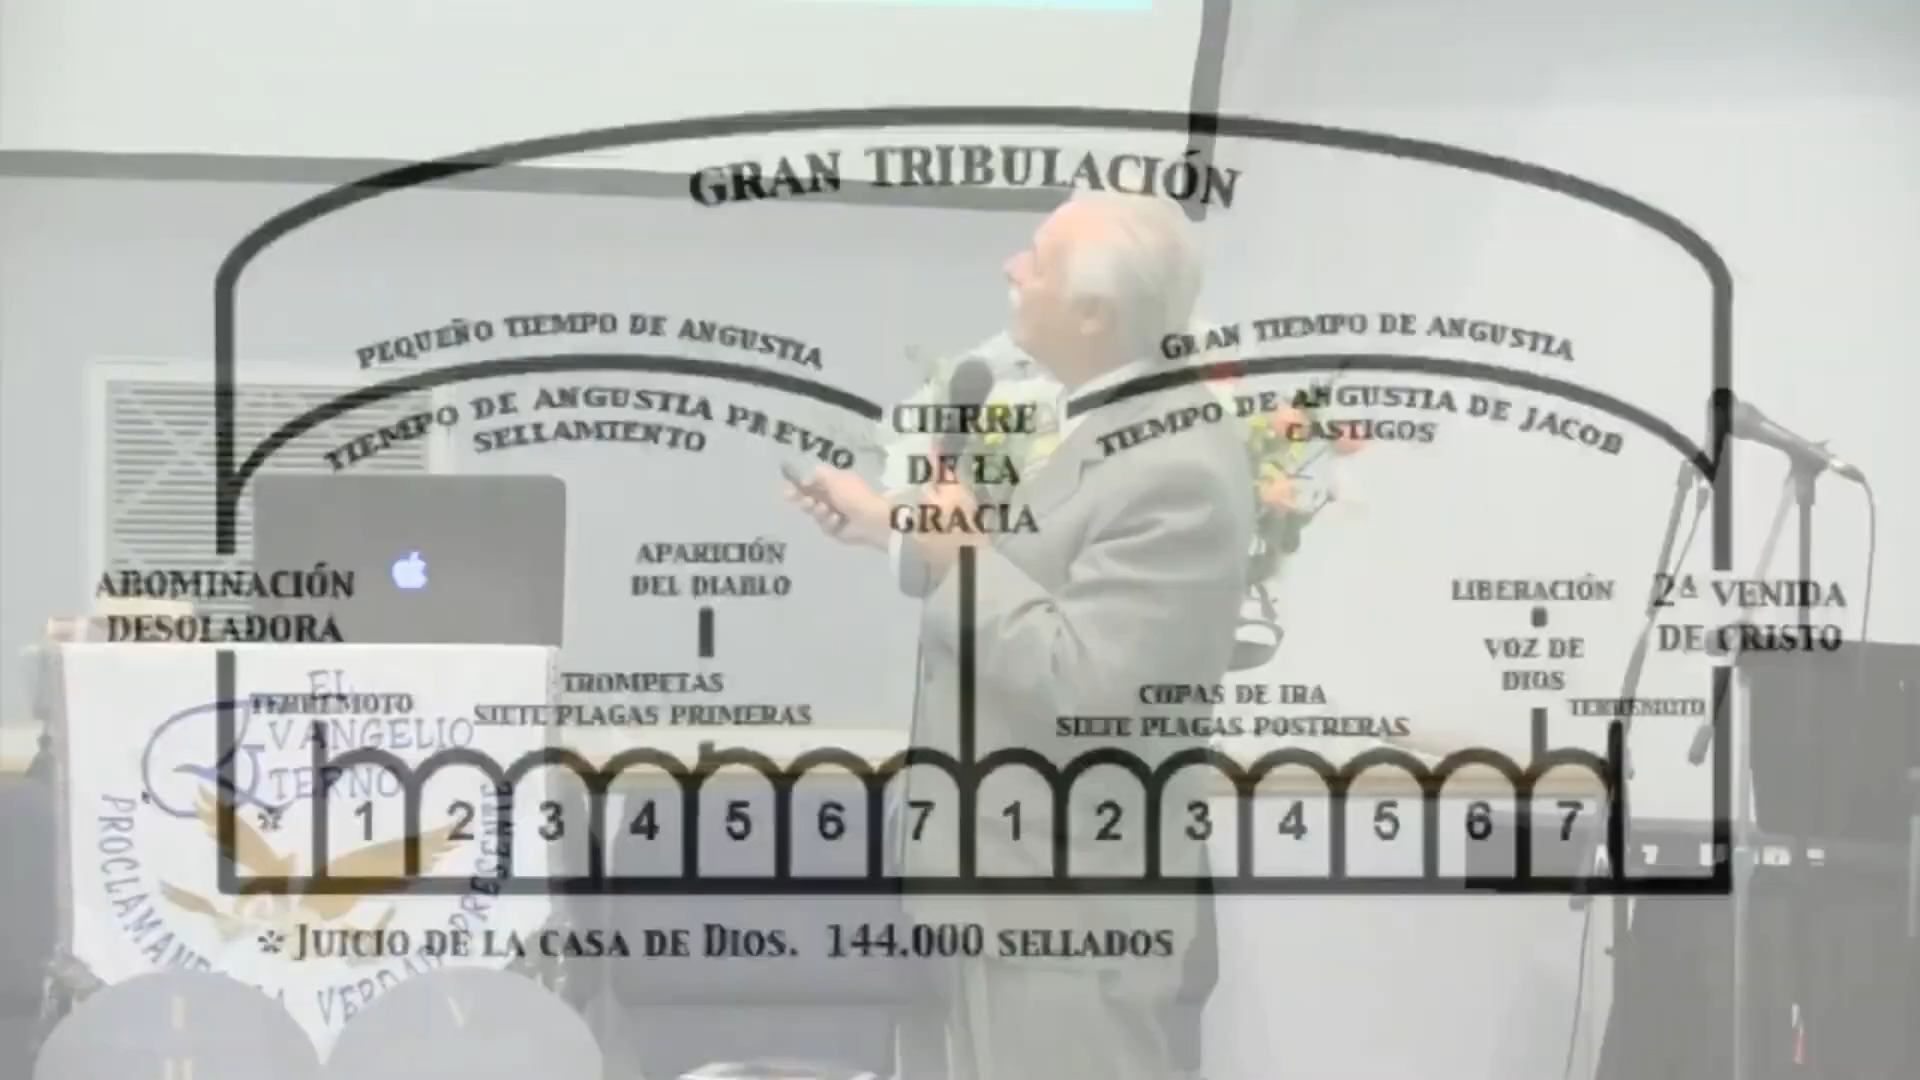 GRAN TRIBULACIÓN
PEQUEÑO TIEMPO DE ANGUSTIA
GRAN TIEMPO DE ANGUSTIA
TIEMPO DE ANGUSTIA PREVIO
SELLAMIENTO
TIEMPO DE ANGUSTIA DE JACOB
CASTIGOS
CIERRE
DE LA
GRACIA
APARICIÓN
DEL DIABLO
ABOMINACIÓN
DESOLADORA
LIBERACIÓN
VOZ DE
DIOS
2ª VENIDA
DE CRISTO
TERREMOTO
TROMPETAS
SIETE PLAGAS PRIMERAS
COPAS DE IRA
SIETE PLAGAS POSTRERAS
TERREMOTO
* 1 2 3 4 5 6 7 1 2 3 4 5 6 7
* JUICIO DE LA CASA DE DIOS. 144.000 SELLADOS
EL
EVANGELIO
ETERNO
PROCLAMANDO LA VERDAD PRESENTE